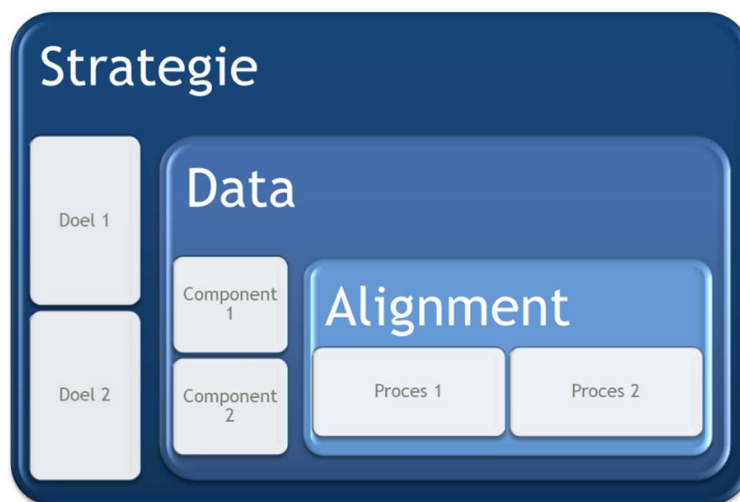 Strategie
Doel 1
Doel 2
Data
Component
1
Component
2
Alignment
Proces 1
Proces 2